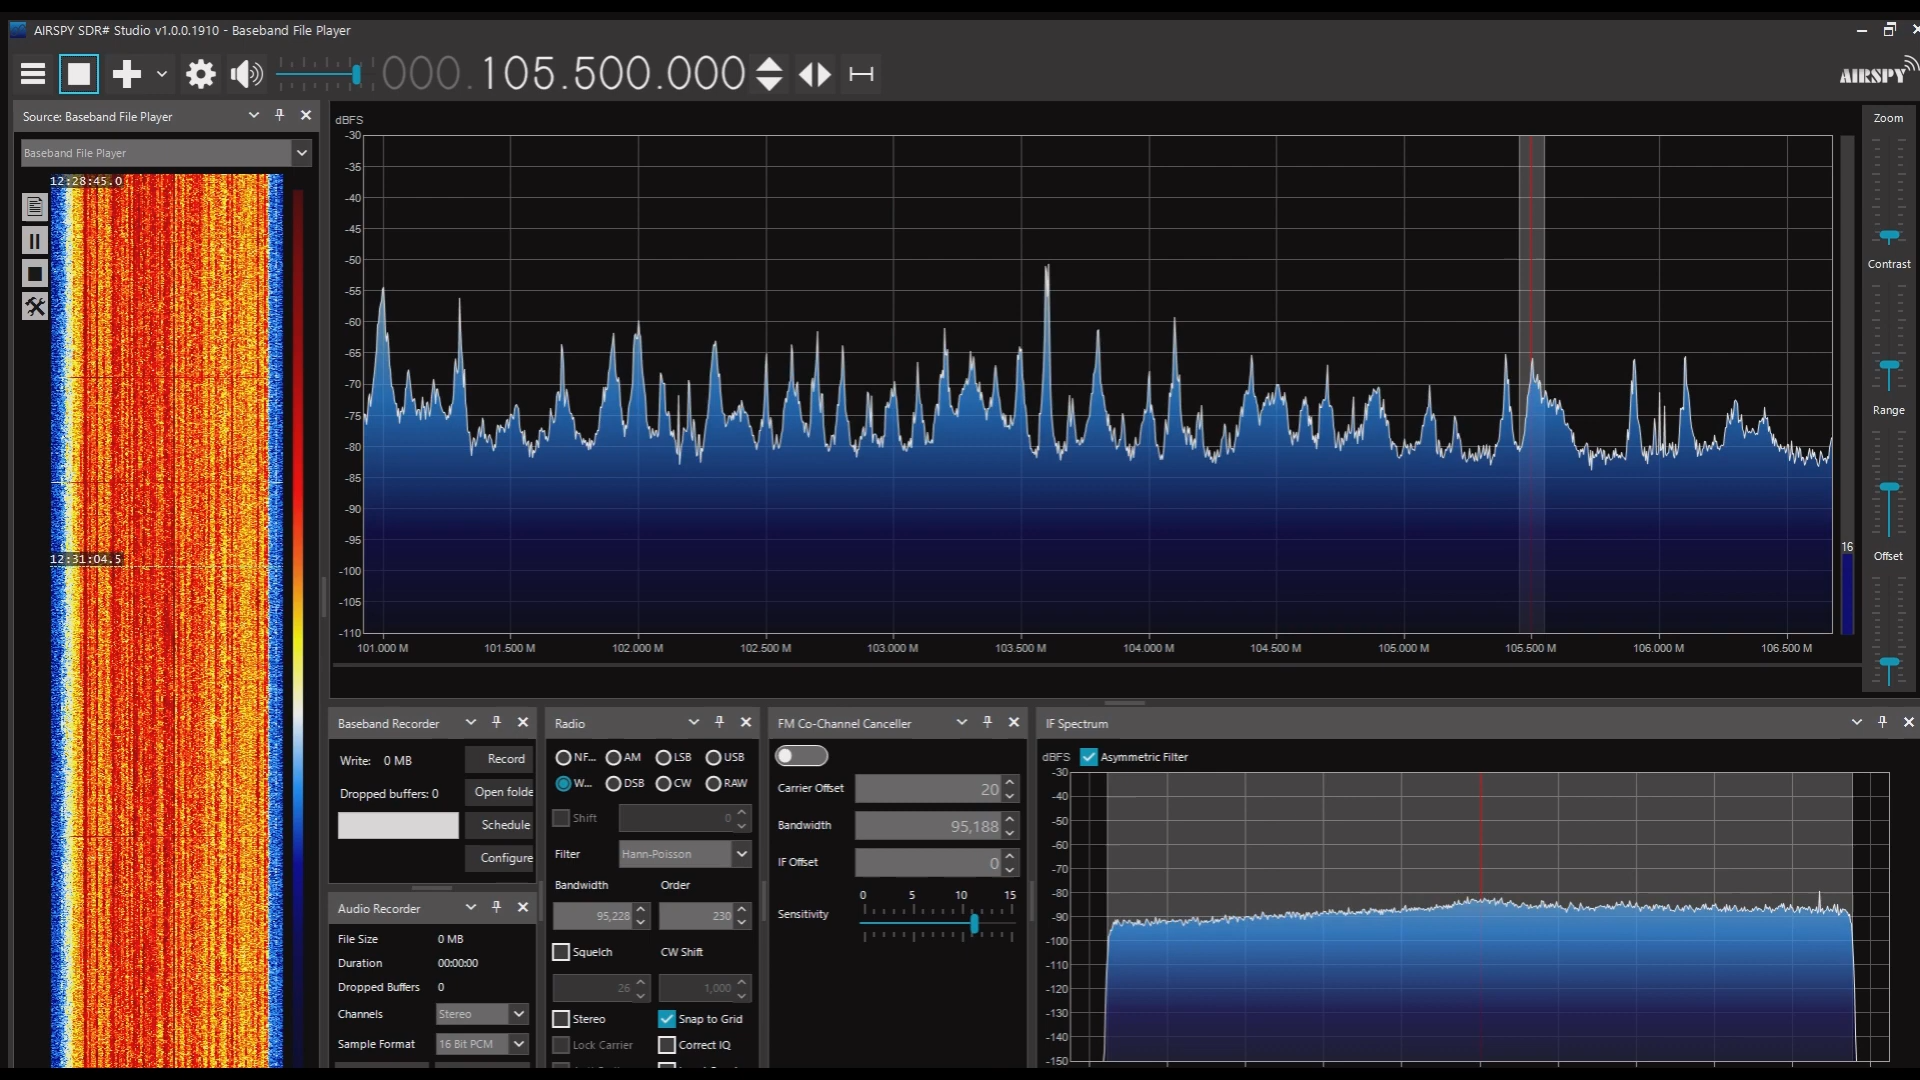 AIRSPY SDR# Studio v1.0.0.1910 - Baseband File Player
000.105.500.000
AIRSPY
Source: Baseband File Player
Baseband File Player
12:28:45.0
12:31:04.5
dBFS
-30
-35
-40
-45
-50
-55
-60
-65
-70
-75
-80
-85
-90
-95
-100
-105
-110
101.000 M 101.500 M 102.000 M 102.500 M 103.000 M 103.500 M 104.000 M 104.500 M 105.000 M 105.500 M 106.000 M 106.500 M
16
Zoom
Contrast
Range
Offset
Baseband Recorder
Write: 0 MB
Record
Dropped buffers: 0
Open folde
Schedule
Configure
Audio Recorder
File Size 0 MB
Duration 00:00:00
Dropped Buffers 0
Channels Stereo
Sample Format 16 Bit PCM
Radio
NF... AM LSB USB
W... DSB CW RAW
Shift 0
Filter Hann-Poisson
Bandwidth Order
95,228 230
Squelch CW Shift
26 1,000
Stereo Snap to Grid
Lock Carrier Correct IQ
FM Co-Channel Canceller
Carrier Offset 20
Bandwidth 95,188
IF Offset 0
0 5 10 15
Sensitivity
IF Spectrum
dBFS Asymmetric Filter
-30
-40
-50
-60
-70
-80
-90
-100
-110
-120
-130
-140
-150